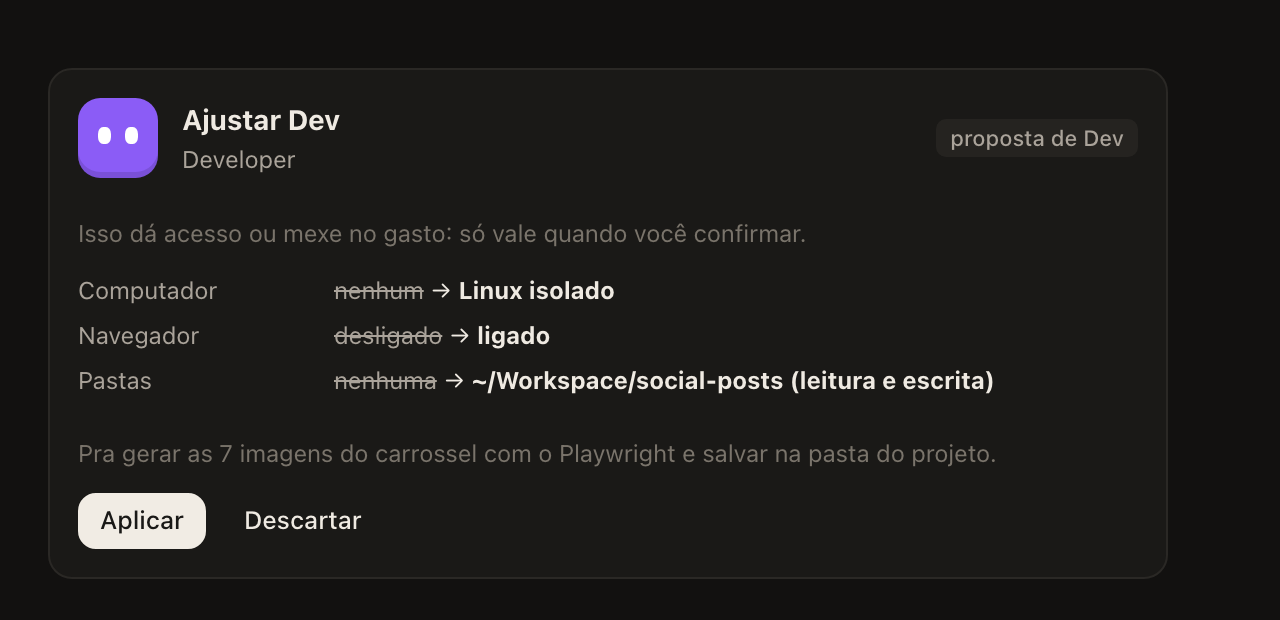 Ajustar Dev
Developer
proposta de Dev
Isso dá acesso ou mexe no gasto: só vale quando você confirmar.
Computador nenhum → Linux isolado
Navegador desligado → ligado
Pastas nenhuma → ~/Workspace/social-posts (leitura e escrita)
Pra gerar as 7 imagens do carrossel com o Playwright e salvar na pasta do projeto.
Aplicar Descartar